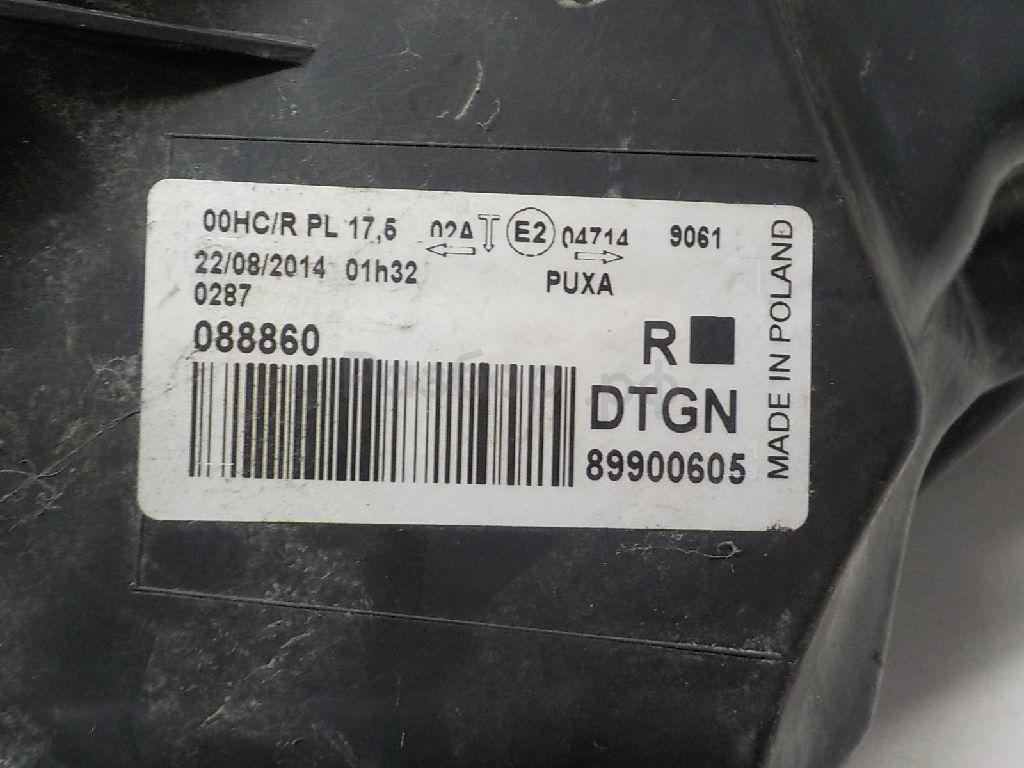 00HC/R PL 17,5 02A E2 04714 9061
22/08/2014 01h32 PUXA
0287
088860 R
DTGN
89900605
MADE IN POLAND